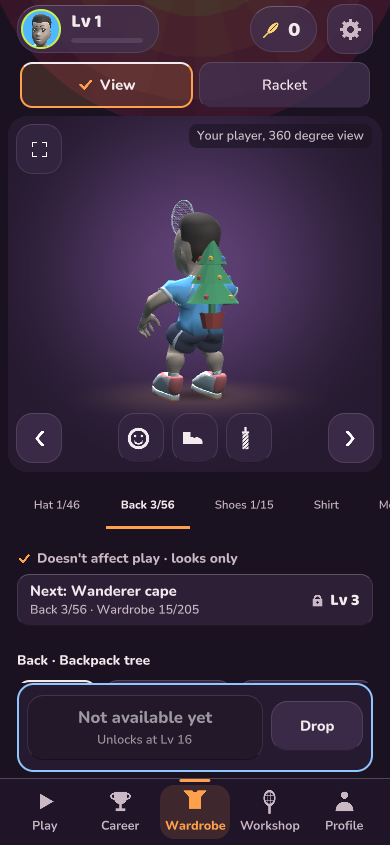 Lv 1
0
View
Racket
Your player, 360 degree view
Hat 1/46
Back 3/56
Shoes 1/15
Shirt
Doesn't affect play · looks only
Next: Wanderer cape
Back 3/56 · Wardrobe 15/205
Lv 3
Back · Backpack tree
Not available yet
Unlocks at Lv 16
Drop
Play
Career
Wardrobe
Workshop
Profile